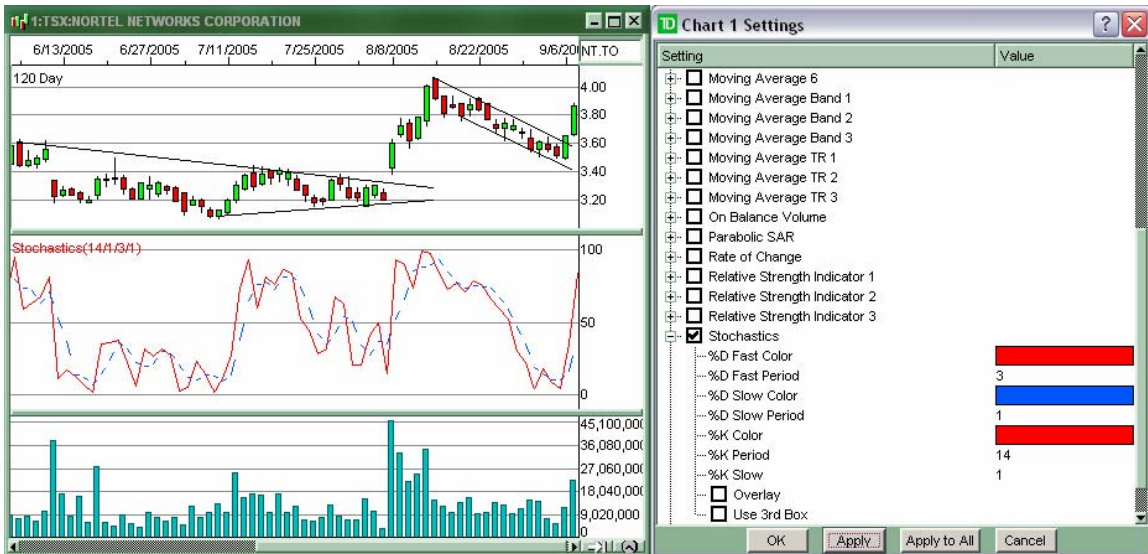 1:TSX:NORTEL NETWORKS CORPORATION
6/13/2005 6/27/2005 7/11/2005 7/25/2005 8/8/2005 8/22/2005 9/6/20 NT.TO
120 Day
4.00
3.80
3.60
3.40
3.20
Stochastics(14/1/3/1)
100
50
0
45,100,000
36,080,000
27,060,000
18,040,000
9,020,000
0
TD Chart 1 Settings
Setting Value
Moving Average 6
Moving Average Band 1
Moving Average Band 2
Moving Average Band 3
Moving Average TR 1
Moving Average TR 2
Moving Average TR 3
On Balance Volume
Parabolic SAR
Rate of Change
Relative Strength Indicator 1
Relative Strength Indicator 2
Relative Strength Indicator 3
Stochastics
%D Fast Color
%D Fast Period 3
%D Slow Color
%D Slow Period 1
%K Color
%K Period 14
%K Slow 1
Overlay
Use 3rd Box
OK Apply Apply to All Cancel